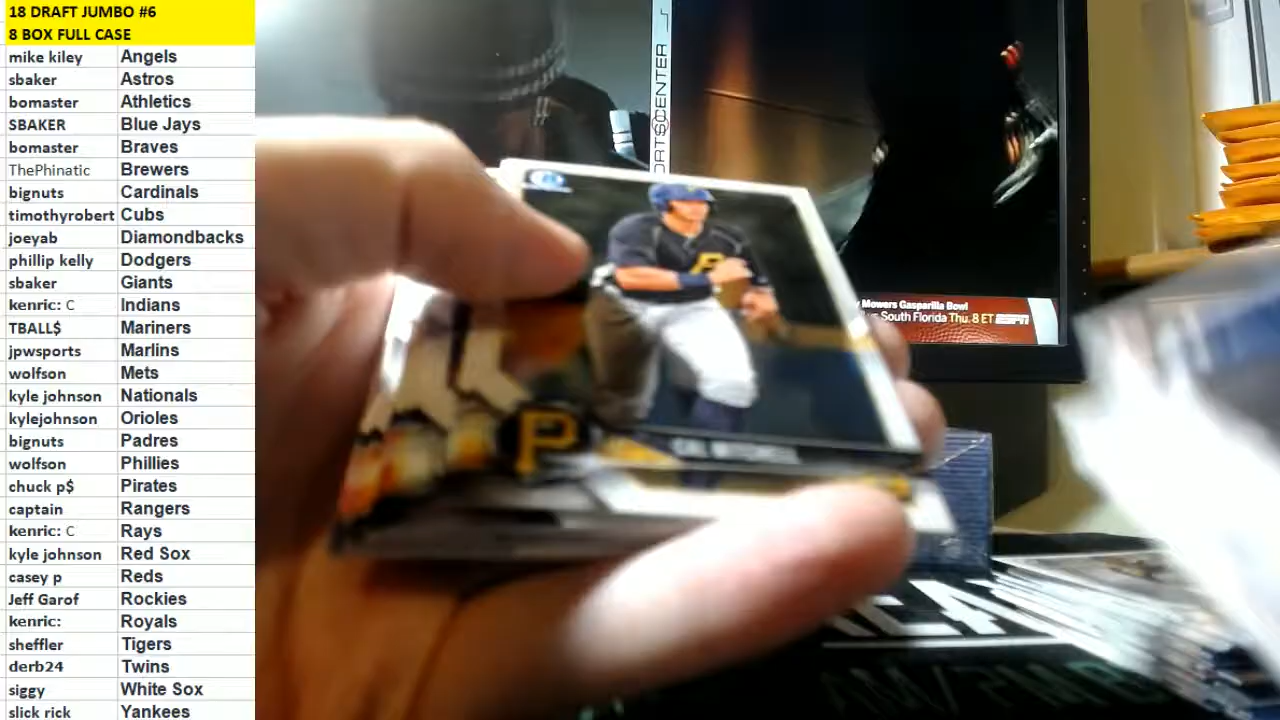 18 DRAFT JUMBO #6
8 BOX FULL CASE
mike kiley Angels
sbaker Astros
bomaster Athletics
SBAKER Blue Jays
bomaster Braves
ThePhinatic Brewers
bignuts Cardinals
timothyrobert Cubs
joeyab Diamondbacks
phillip kelly Dodgers
sbaker Giants
kenric: C Indians
TBALL$ Mariners
jpwsports Marlins
wolfson Mets
kyle johnson Nationals
kylejohnson Orioles
bignuts Padres
wolfson Phillies
chuck p$ Pirates
captain Rangers
kenric: C Rays
kyle johnson Red Sox
casey p Reds
Jeff Garof Rockies
kenric: Royals
sheffler Tigers
derb24 Twins
siggy White Sox
slick rick Yankees
RTSCENTER
Mowers Gasparilla Bowl
South Florida Thu. 8 ET ESPN
P
CAL MITCHELL